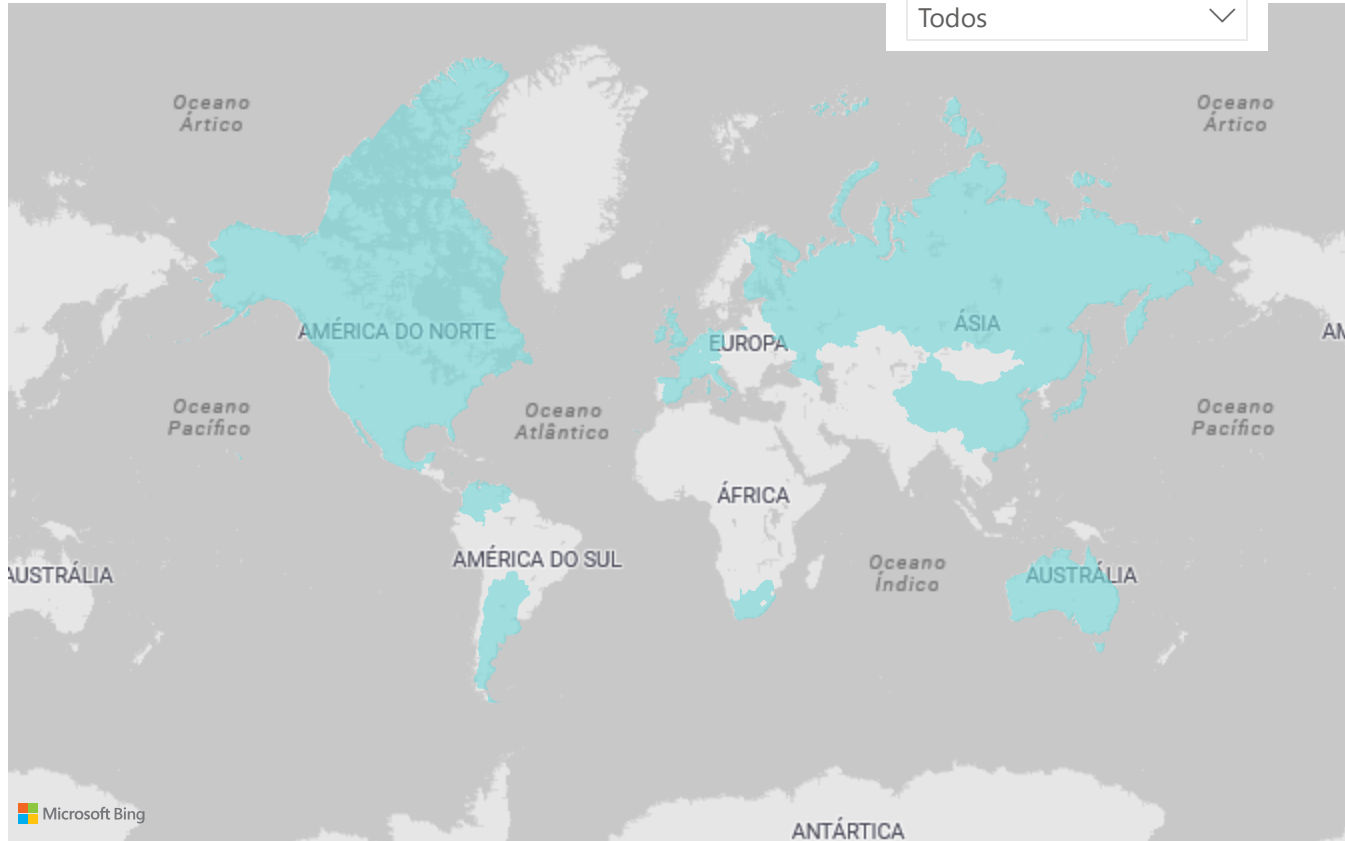 Todos
Oceano
Ártico
Oceano
Ártico
AMÉRICA DO NORTE
EUROPA
ÁSIA
AM
Oceano
Pacífico
Oceano
Atlântico
Oceano
Pacífico
ÁFRICA
AMÉRICA DO SUL
Oceano
Índico
AUSTRÁLIA
AUSTRÁLIA
Microsoft Bing
ANTÁRTICA